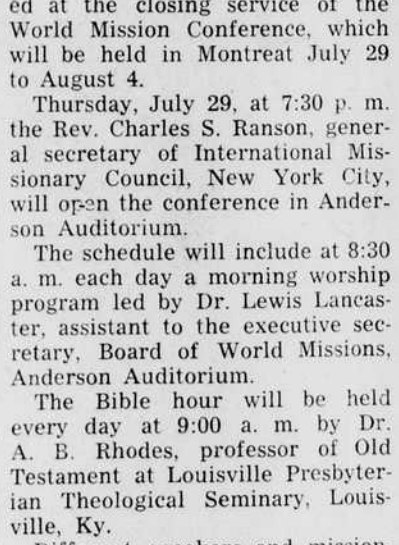 ed at the closing service of the
World Mission Conference, which
will be held in Montreat July 29
to August 4.
Thursday, July 29, at 7:30 p. m.
the Rev. Charles S. Ranson, gener-
al secretary of International Mis-
sionary Council, New York City,
will open the conference in Ander-
son Auditorium.
The schedule will include at 8:30
a. m. each day a morning worship
program led by Dr. Lewis Lancas-
ter, assistant to the executive sec-
retary, Board of World Missions,
Anderson Auditorium.
The Bible hour will be held
every day at 9:00 a. m. by Dr.
A. B. Rhodes, professor of Old
Testament at Louisville Presbyter-
ian Theological Seminary, Louis-
ville, Ky.